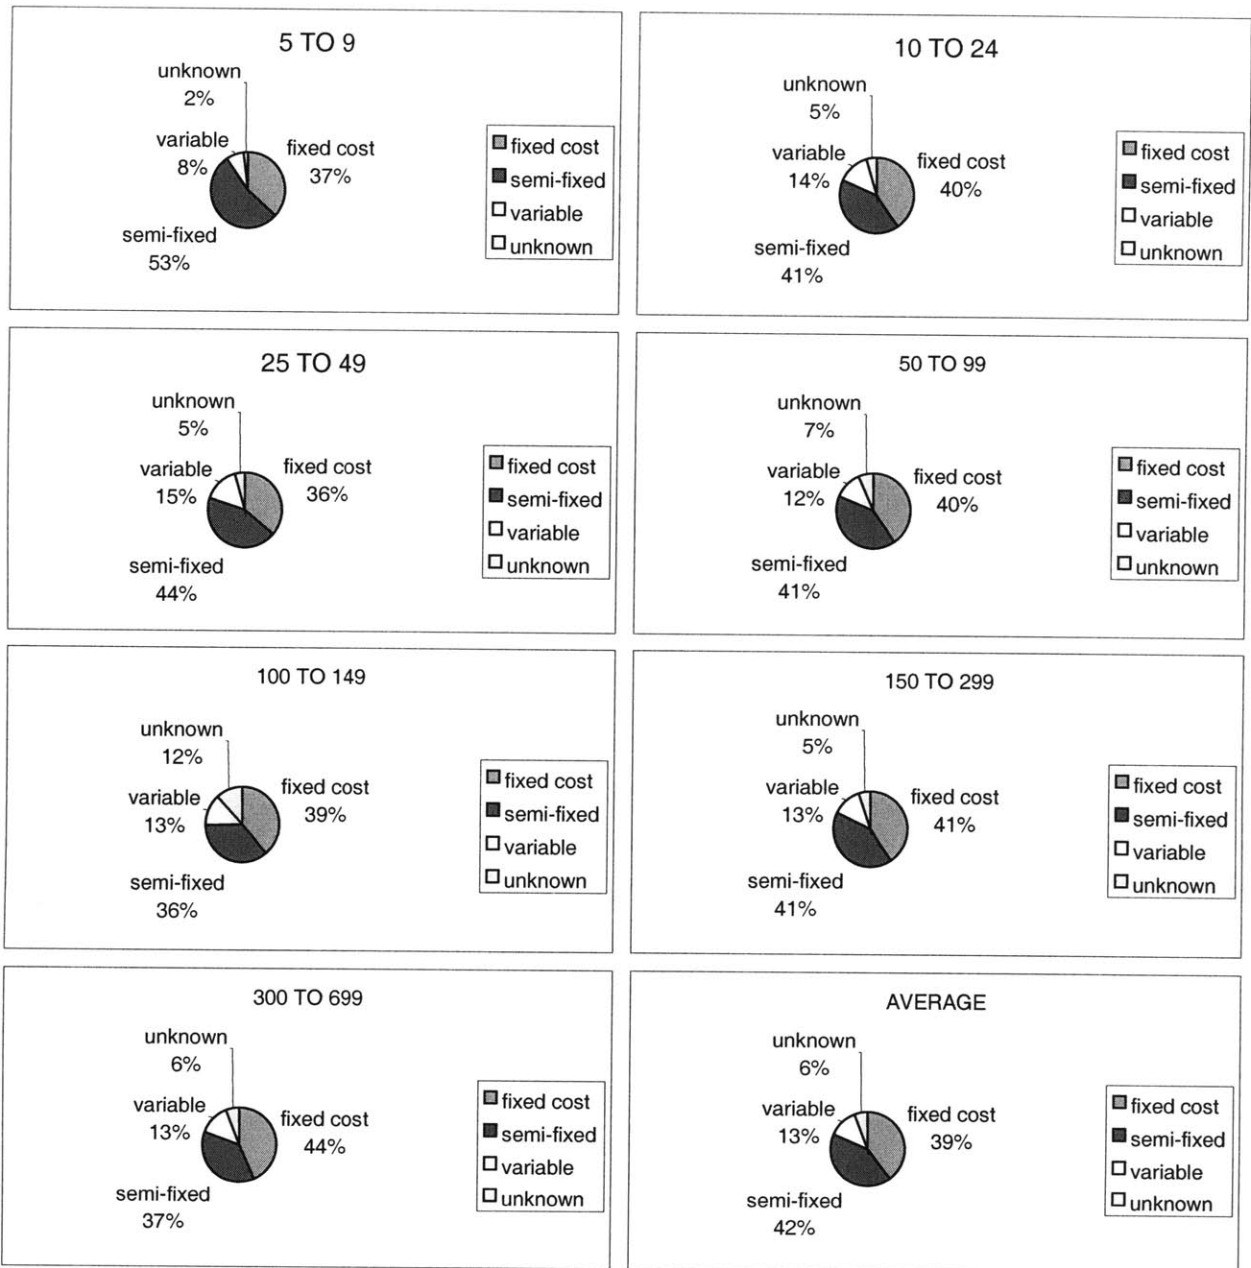 5 TO 9
unknown
2%
variable
8%
fixed cost
37%
semi-fixed
53%
fixed cost
semi-fixed
variable
unknown
10 TO 24
unknown
5%
variable
14%
fixed cost
40%
semi-fixed
41%
fixed cost
semi-fixed
variable
unknown
25 TO 49
unknown
5%
variable
15%
fixed cost
36%
semi-fixed
44%
fixed cost
semi-fixed
variable
unknown
50 TO 99
unknown
7%
variable
12%
fixed cost
40%
semi-fixed
41%
fixed cost
semi-fixed
variable
unknown
100 TO 149
unknown
12%
variable
13%
fixed cost
39%
semi-fixed
36%
fixed cost
semi-fixed
variable
unknown
150 TO 299
unknown
5%
variable
13%
fixed cost
41%
semi-fixed
41%
fixed cost
semi-fixed
variable
unknown
300 TO 699
unknown
6%
variable
13%
fixed cost
44%
semi-fixed
37%
fixed cost
semi-fixed
variable
unknown
AVERAGE
unknown
6%
variable
13%
fixed cost
39%
semi-fixed
42%
fixed cost
semi-fixed
variable
unknown